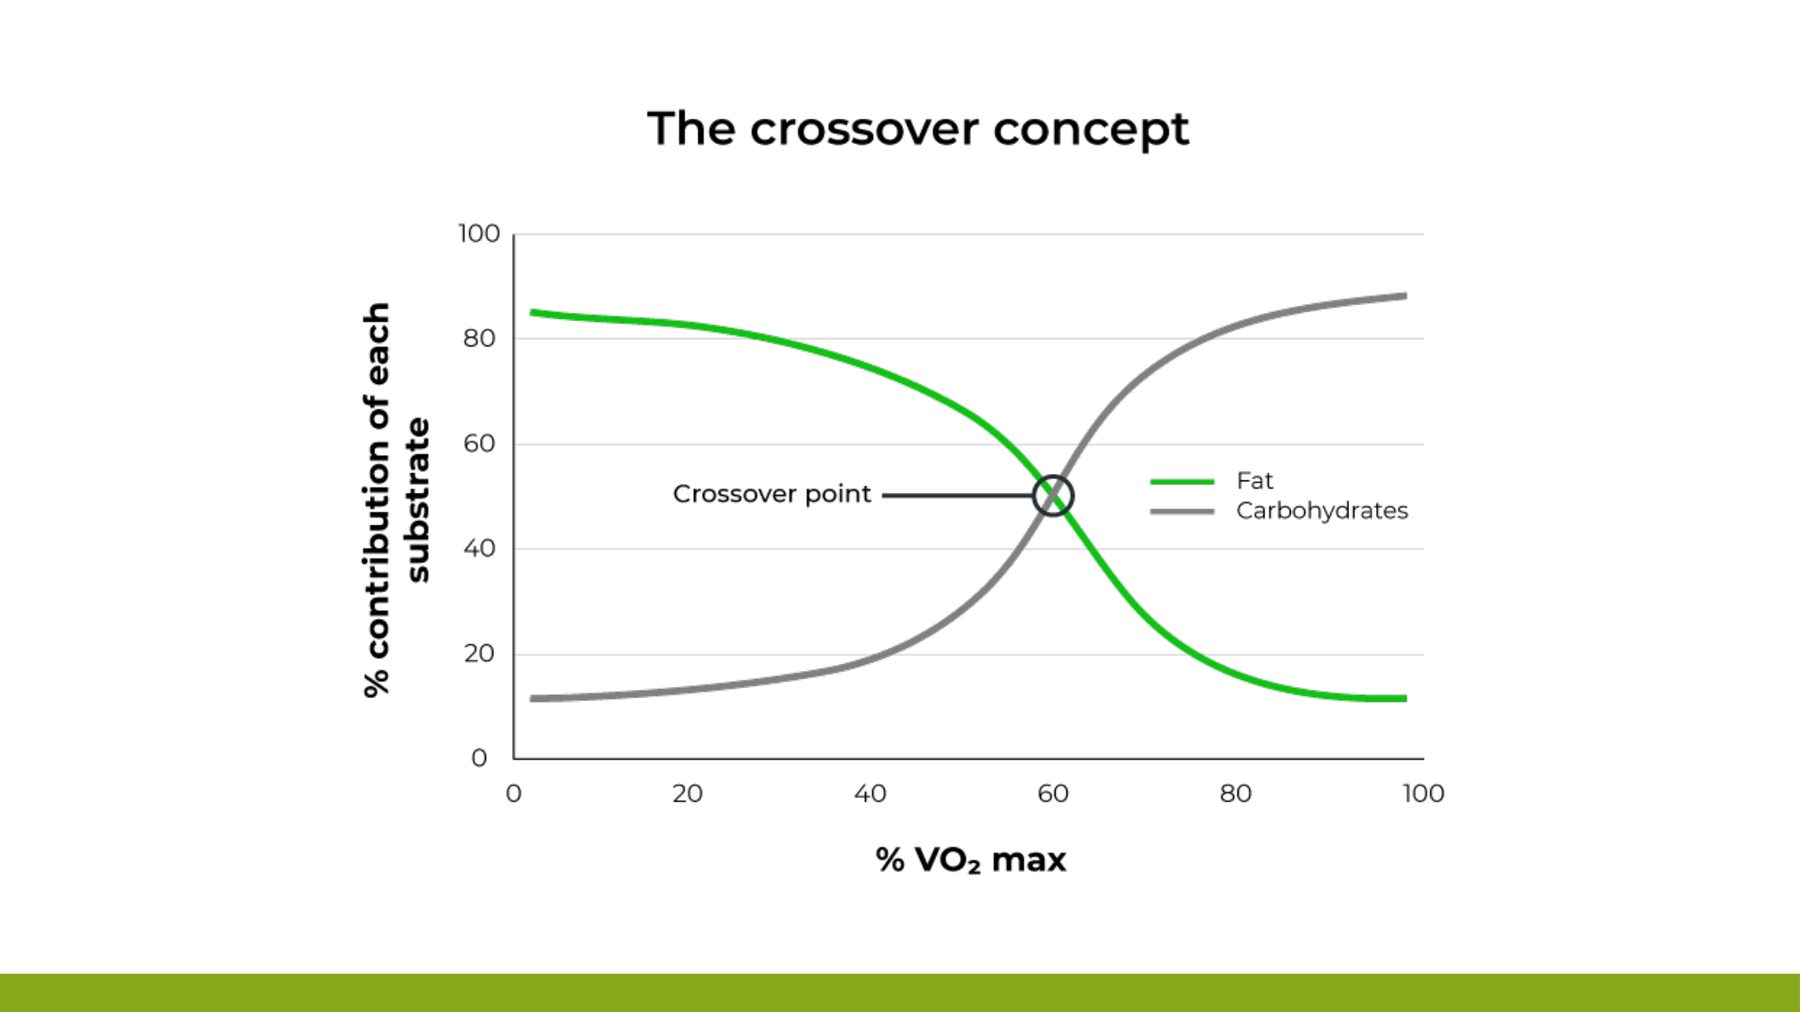 The crossover concept
% contribution of each
substrate
100
80
60
40
20
0
Crossover point
Fat
Carbohydrates
0 20 40 60 80 100
% VO₂ max